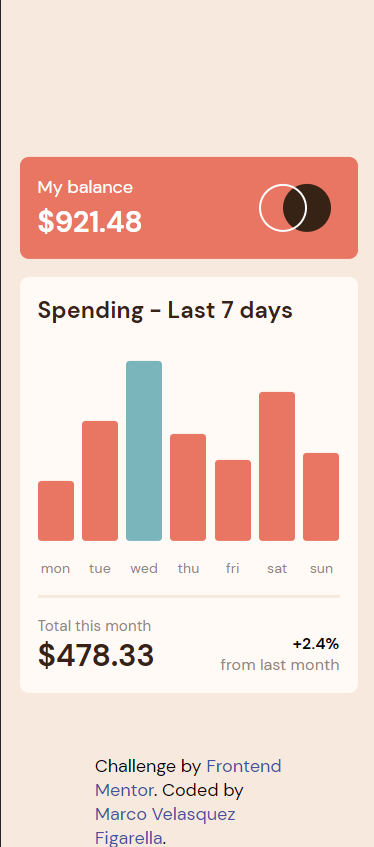 My balance
$921.48
Spending - Last 7 days
mon tue wed thu fri sat sun
Total this month
$478.33
+2.4%
from last month
Challenge by Frontend
Mentor. Coded by
Marco Velasquez
Figarella.